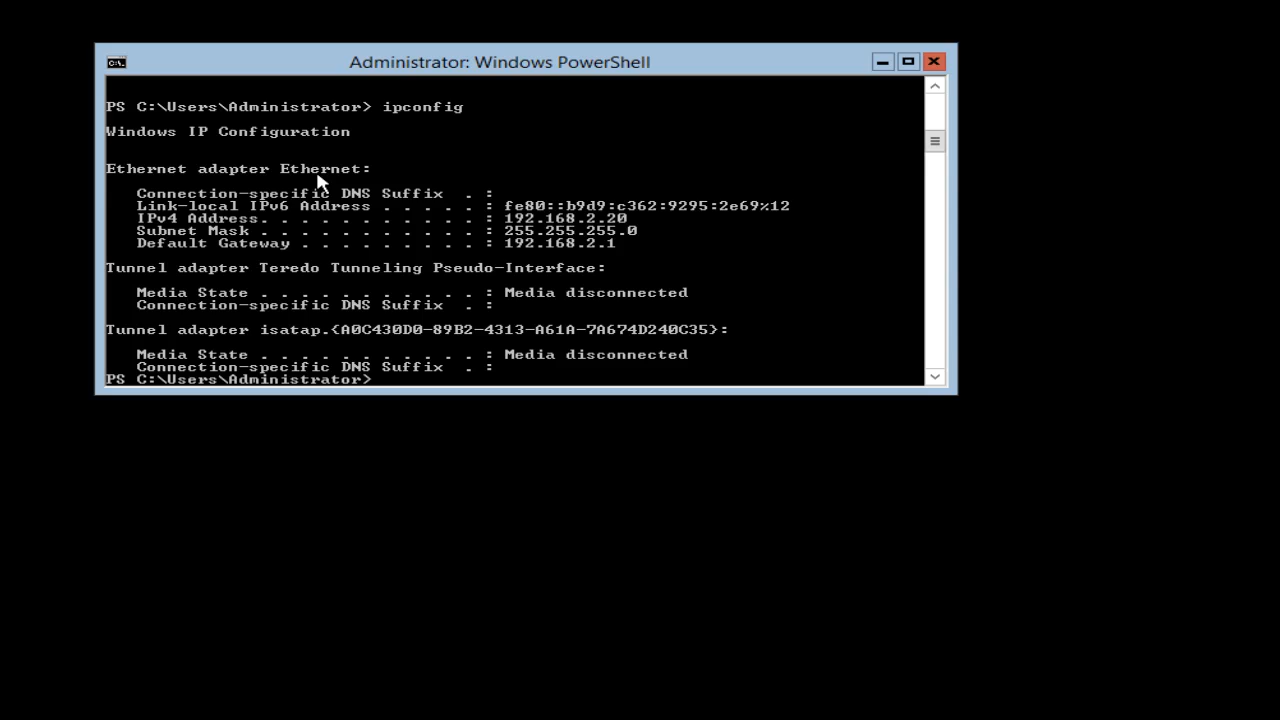 Administrator: Windows PowerShell
PS C:\Users\Administrator> ipconfig
Windows IP Configuration
Ethernet adapter Ethernet:
Connection-specific DNS Suffix . :
Link-local IPv6 Address . . . . . : fe80::b9d9:c362:9295:2e69%12
IPv4 Address. . . . . . . . . . . : 192.168.2.20
Subnet Mask . . . . . . . . . . . : 255.255.255.0
Default Gateway . . . . . . . . . : 192.168.2.1
Tunnel adapter Teredo Tunneling Pseudo-Interface:
Media State . . . . . . . . . . . : Media disconnected
Connection-specific DNS Suffix . :
Tunnel adapter isatap.{A0C430D0-89B2-4313-A61A-7A674D240C35}:
Media State . . . . . . . . . . . : Media disconnected
Connection-specific DNS Suffix . :
PS C:\Users\Administrator>